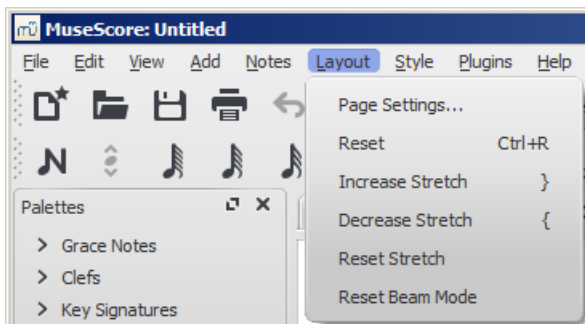 MuseScore: Untitled
File Edit View Add Notes Layout Style Plugins Help
Page Settings...
Reset Ctrl+R
Increase Stretch }
Decrease Stretch {
Reset Stretch
Reset Beam Mode
Palettes
Grace Notes
Clefs
Key Signatures